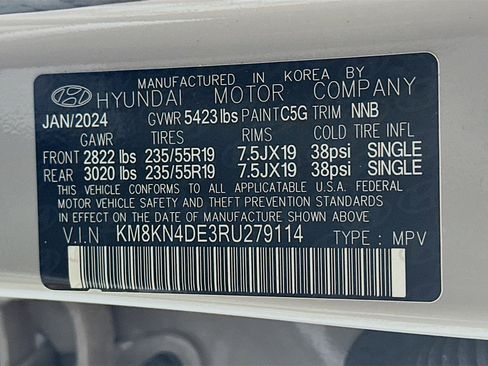 MANUFACTURED IN KOREA BY
HYUNDAI MOTOR COMPANY
JAN/2024 GVWR 5423 lbs PAINT C5G TRIM NNB
GAWR TIRES RIMS COLD TIRE INFL
FRONT 2822 lbs 235/55R19 7.5JX19 38psi SINGLE
REAR 3020 lbs 235/55R19 7.5JX19 38psi SINGLE
THIS VEHICLE CONFORMS TO ALL APPLICABLE U.S.A. FEDERAL
MOTOR VEHICLE SAFETY AND THEFT PREVENTION STANDARDS
IN EFFECT ON THE DATE OF MANUFACTURE SHOWN ABOVE.
V.I.N KM8KN4DE3RU279114 TYPE : MPV